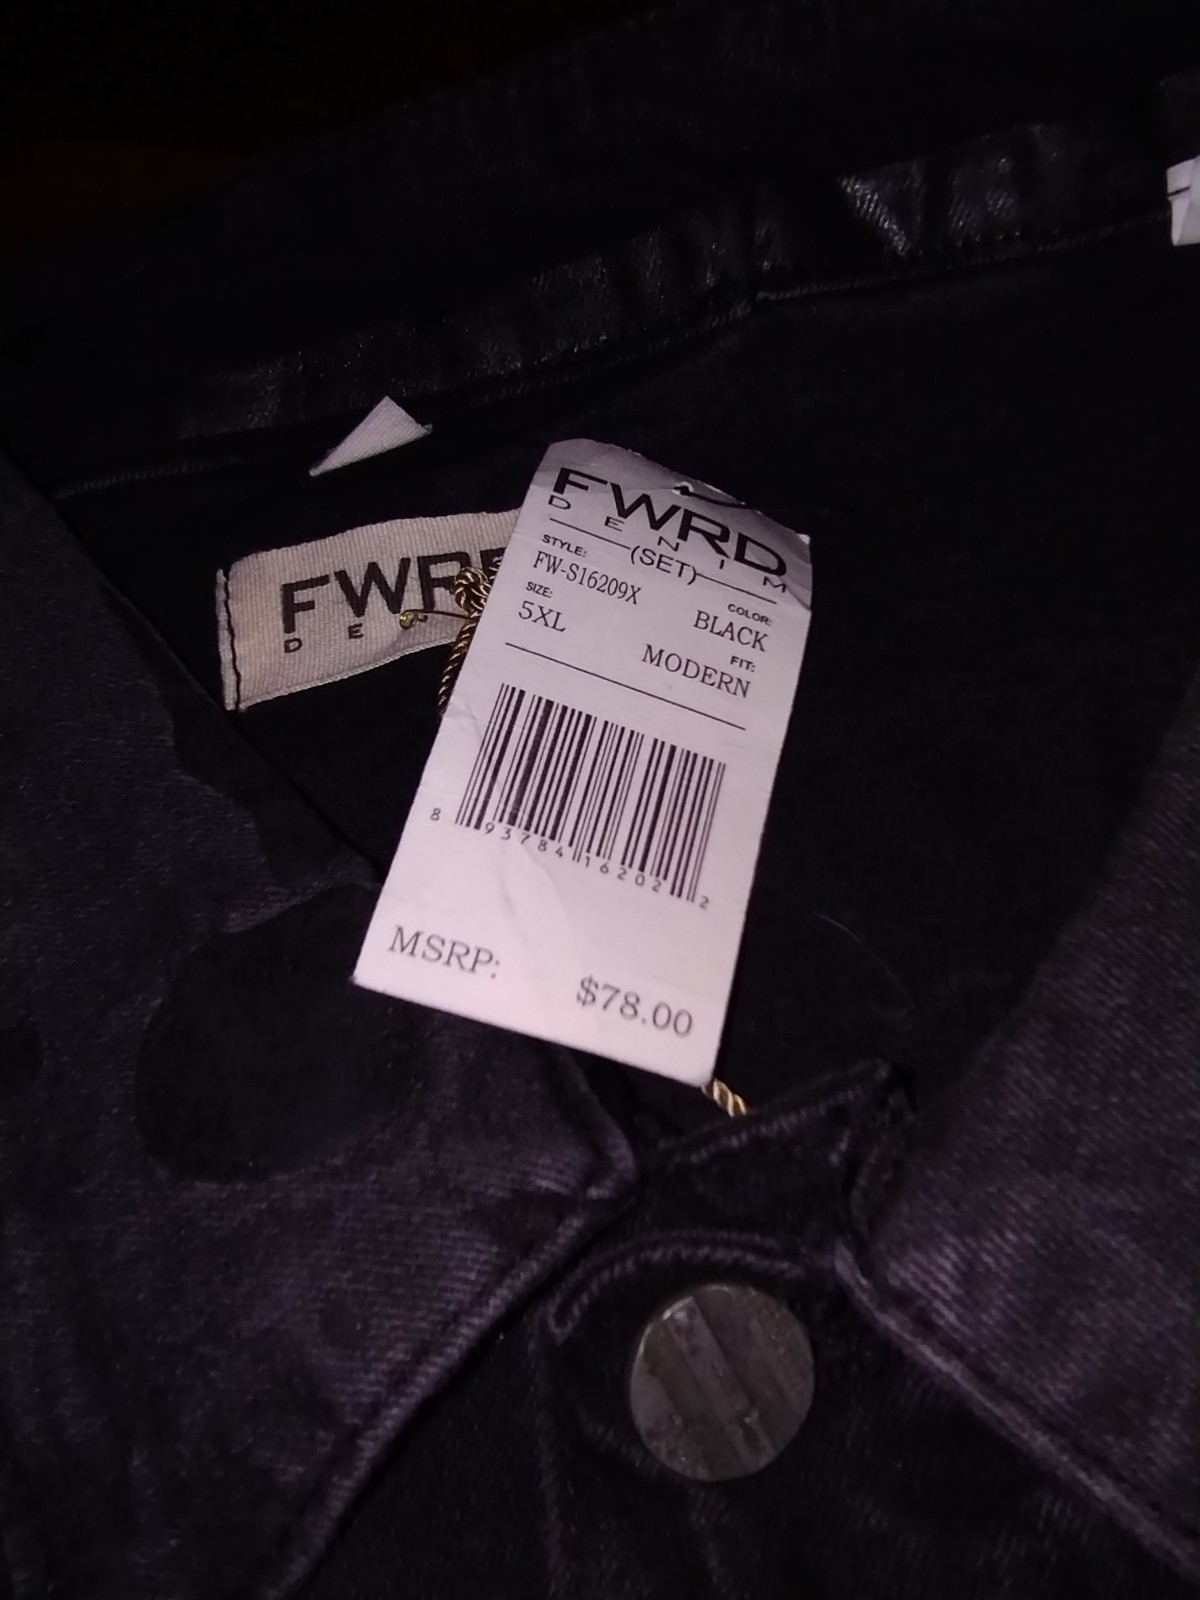 FWRD
DENIM
(SET)
STYLE:
FW-S16209X
COLOR:
SIZE:
BLACK
5XL
FIT:
MODERN
8 93784 16202 2
MSRP:
$78.00
FWR
DE